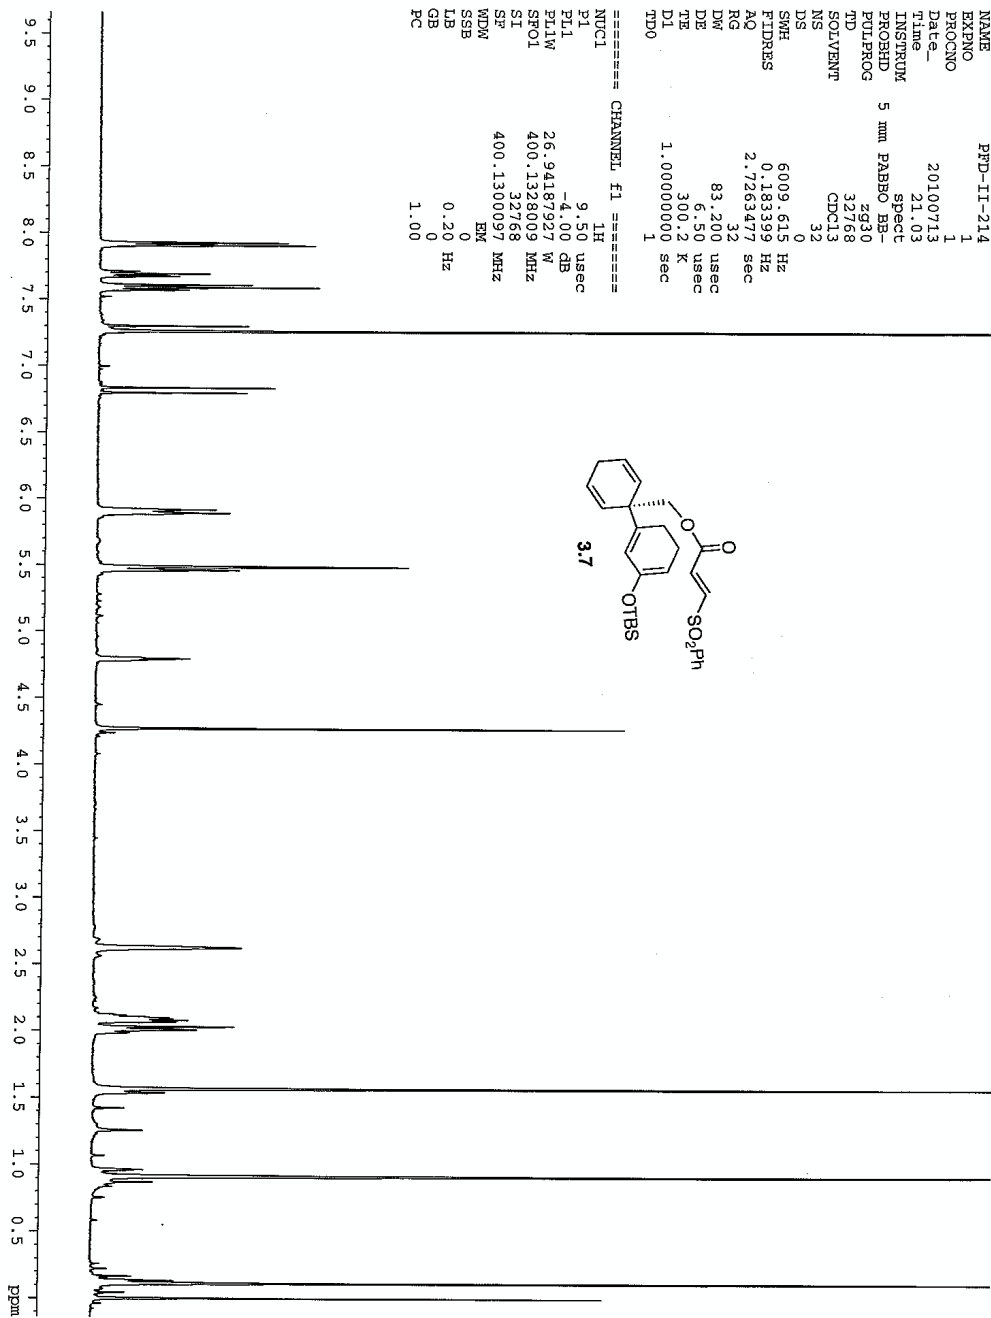 NAME PFD-II-214
EXPNO 1
PROCNO 1
Date_ 20100713
Time 21.03
INSTRUM spect
PROBHD 5 mm PABBO BB-
PULPROG zg30
TD 32768
SOLVENT CDCl3
NS 32
DS 0
SWH 6009.615 Hz
FIDRES 0.183399 Hz
AQ 2.7263477 sec
RG 32
DW 83.200 usec
DE 6.50 usec
TE 300.2 K
D1 1.00000000 sec
TD0 1
======== CHANNEL f1 ========
NUC1 1H
P1 9.50 usec
PL1 -4.00 dB
PL1W 26.94187927 W
SFO1 400.1328009 MHz
SI 32768
SF 400.1300097 MHz
WDW EM
SSB 0
LB 0.20 Hz
GB 0
PC 1.00
O
O
SO2Ph
OTBS
3.7
9.5 9.0 8.5 8.0 7.5 7.0 6.5 6.0 5.5 5.0 4.5 4.0 3.5 3.0 2.5 2.0 1.5 1.0 0.5 ppm